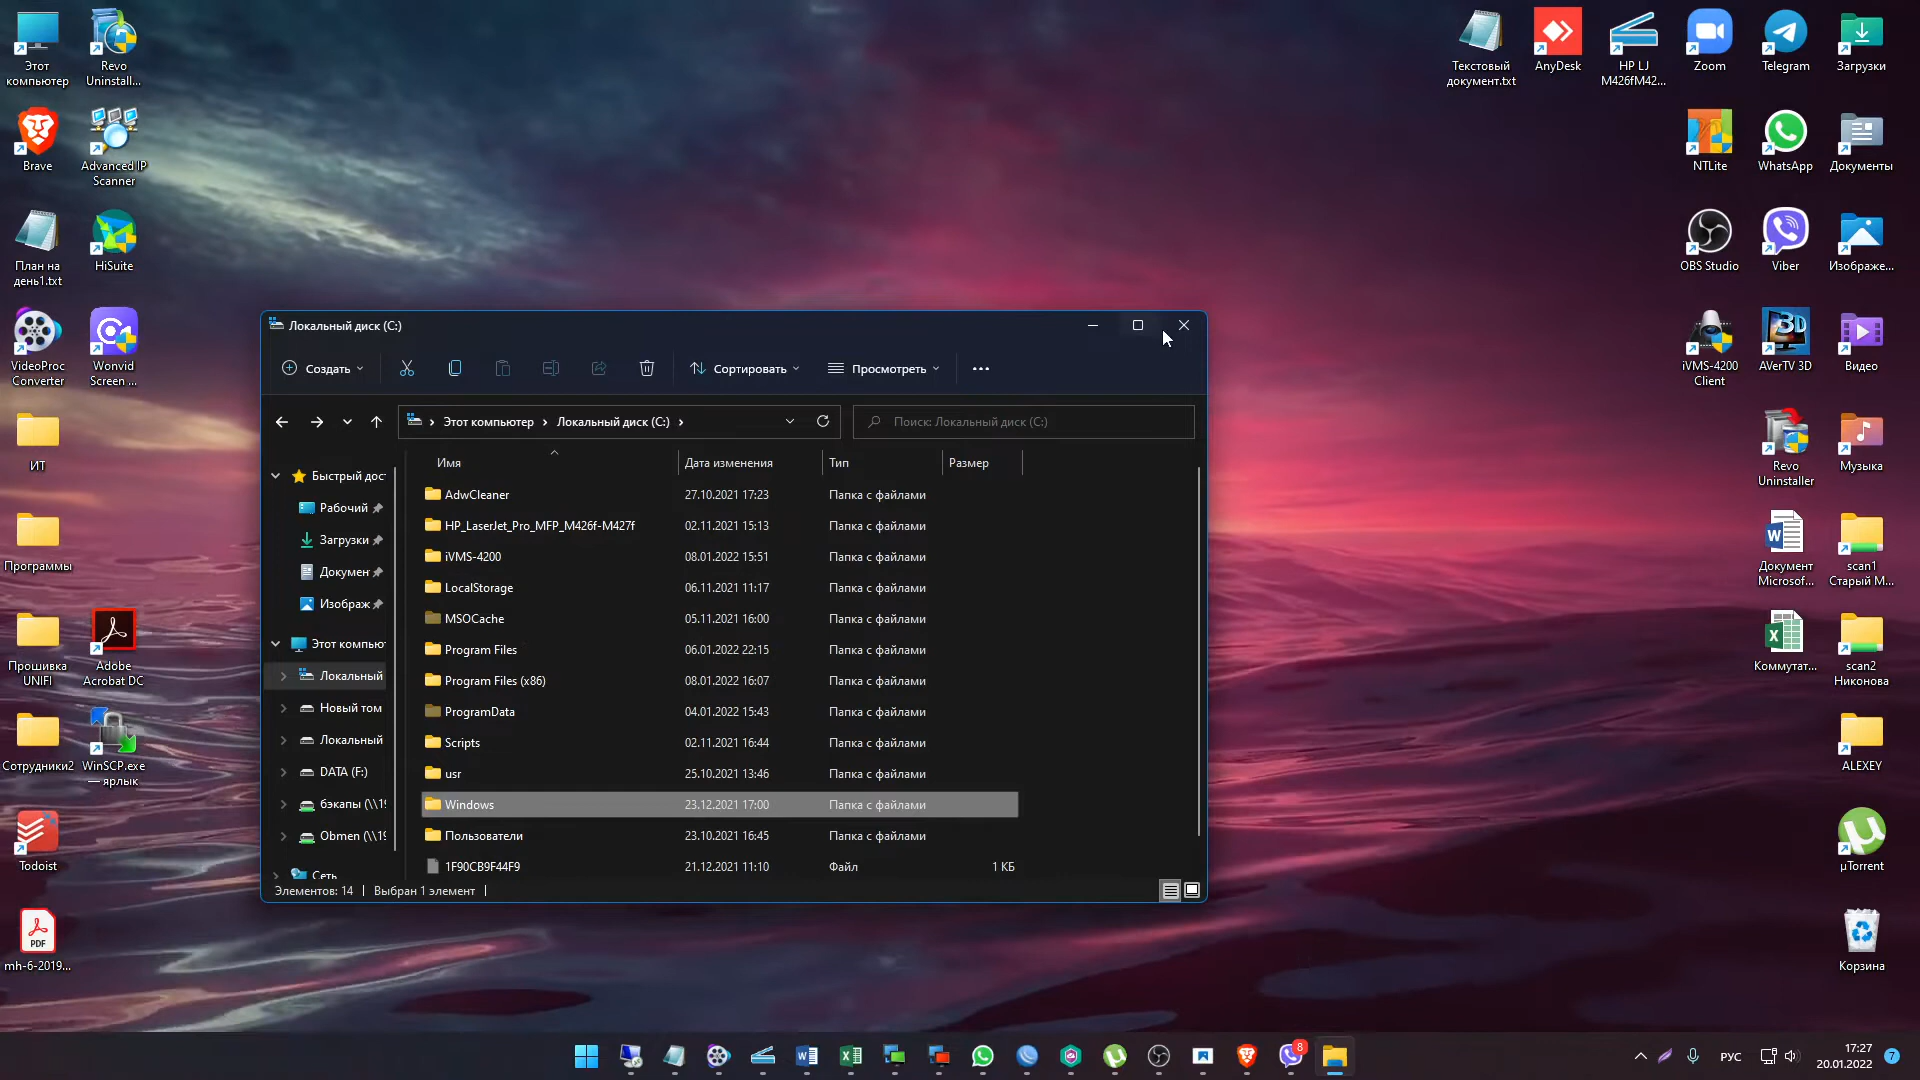 Этот
компьютер
Revo
Uninstall...
Brave
Advanced IP
Scanner
План на
день1.txt
HiSuite
VideoProc
Converter
Wonvid
Screen ...
ИТ
Программы
Прошивка
UNIFI
Adobe
Acrobat DC
Сотрудники2
WinSCP.exe
— ярлык
Todoist
PDF
mh-6-2019...
Текстовый
документ.txt
AnyDesk
HP LJ
M426fM42...
Zoom
Telegram
Загрузки
NTLite
WhatsApp
Документы
OBS Studio
Viber
Изображе...
iVMS-4200
Client
3D
AVerTV 3D
Видео
Revo
Uninstaller
Музыка
Документ
Microsof...
scan1
Старый М...
Коммутат...
scan2
Никонова
ALEXEY
µTorrent
Корзина
Локальный диск (C:)
Создать
Сортировать
Просмотреть
Этот компьютер
Локальный диск (C:)
Поиск: Локальный диск (C:)
Быстрый дос
Рабочий
Загрузки
Докумен
Изображ
Этот компьют
Локальный
Новый том
Локальный
DATA (F:)
бэкапы (\\19
Obmen (\\19
Сеть
Имя Дата изменения Тип Размер
AdwCleaner 27.10.2021 17:23 Папка с файлами
HP_LaserJet_Pro_MFP_M426f-M427f 02.11.2021 15:13 Папка с файлами
iVMS-4200 08.01.2022 15:51 Папка с файлами
LocalStorage 06.11.2021 11:17 Папка с файлами
MSOCache 05.11.2021 16:00 Папка с файлами
Program Files 06.01.2022 22:15 Папка с файлами
Program Files (x86) 08.01.2022 16:07 Папка с файлами
ProgramData 04.01.2022 15:43 Папка с файлами
Scripts 02.11.2021 16:44 Папка с файлами
usr 25.10.2021 13:46 Папка с файлами
Windows 23.12.2021 17:00 Папка с файлами
Пользователи 23.10.2021 16:45 Папка с файлами
1F90CB9F44F9 21.12.2021 11:10 Файл 1 КБ
Элементов: 14 Выбран 1 элемент
8
РУС
17:27
20.01.2022
7